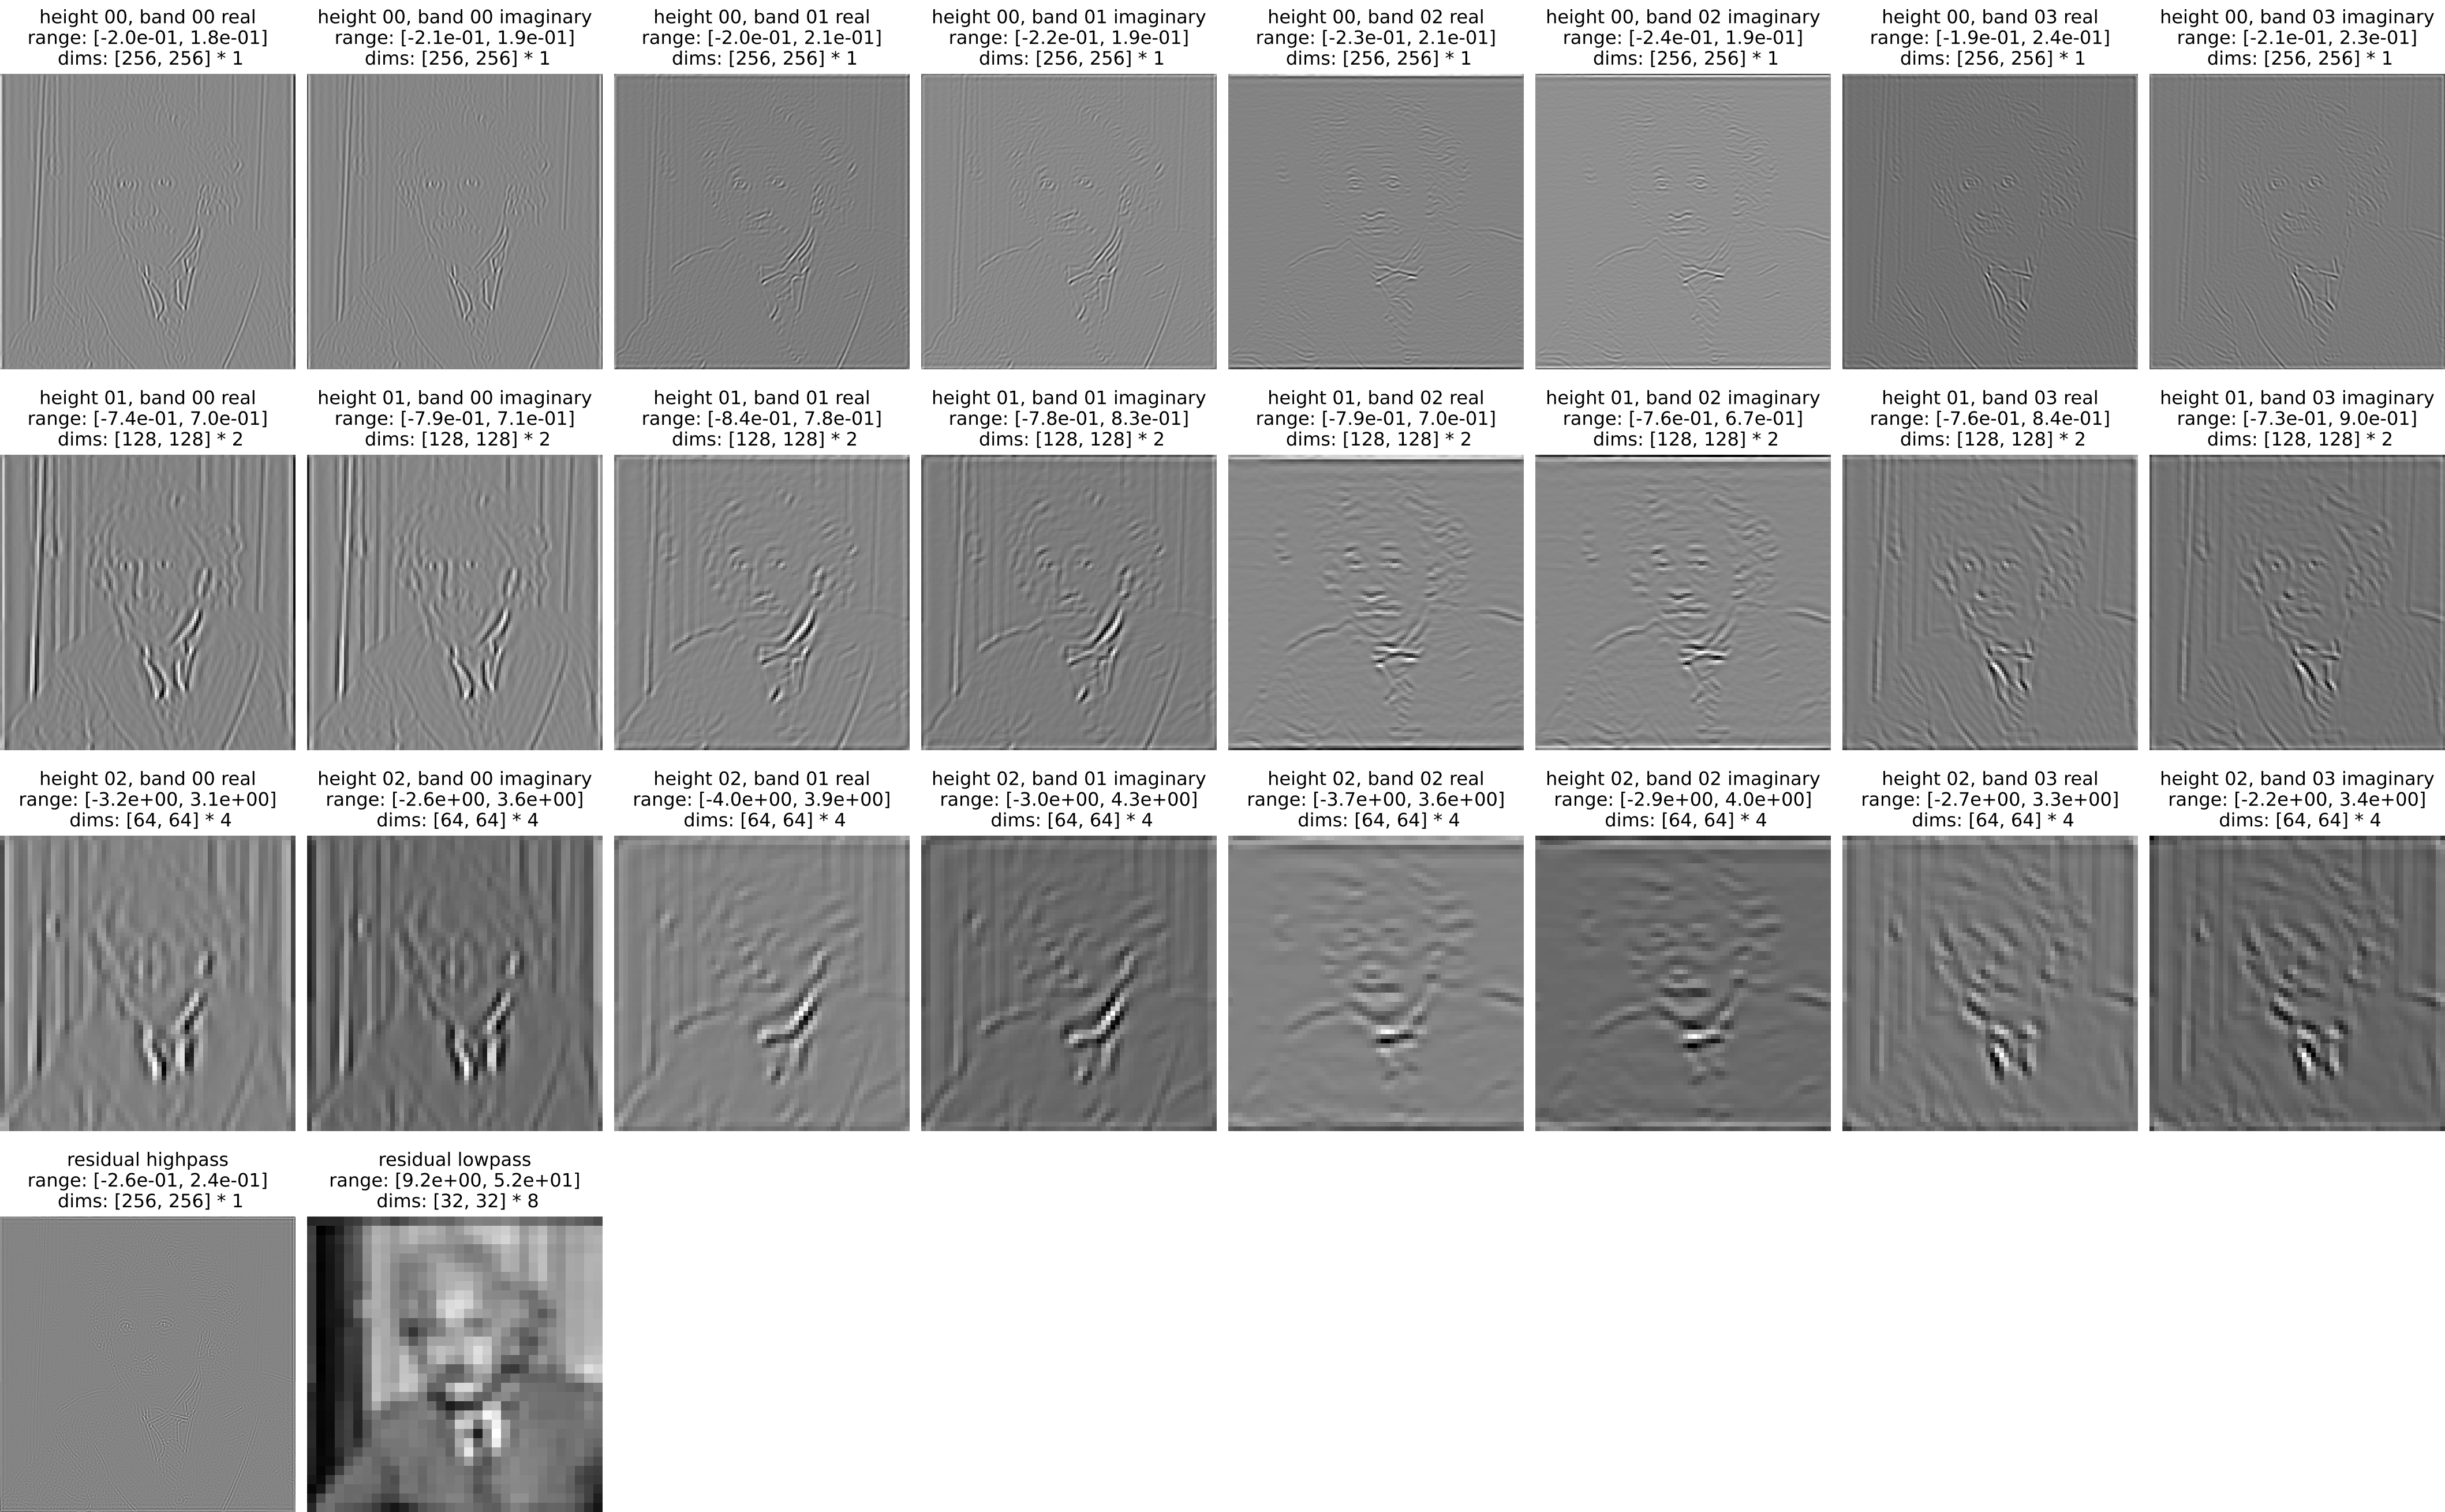 height 00, band 00 real
range: [-2.0e-01, 1.8e-01]
dims: [256, 256] * 1
height 00, band 00 imaginary
range: [-2.1e-01, 1.9e-01]
dims: [256, 256] * 1
height 00, band 01 real
range: [-2.0e-01, 2.1e-01]
dims: [256, 256] * 1
height 00, band 01 imaginary
range: [-2.2e-01, 1.9e-01]
dims: [256, 256] * 1
height 00, band 02 real
range: [-2.3e-01, 2.1e-01]
dims: [256, 256] * 1
height 00, band 02 imaginary
range: [-2.4e-01, 1.9e-01]
dims: [256, 256] * 1
height 00, band 03 real
range: [-1.9e-01, 2.4e-01]
dims: [256, 256] * 1
height 00, band 03 imaginary
range: [-2.1e-01, 2.3e-01]
dims: [256, 256] * 1
height 01, band 00 real
range: [-7.4e-01, 7.0e-01]
dims: [128, 128] * 2
height 01, band 00 imaginary
range: [-7.9e-01, 7.1e-01]
dims: [128, 128] * 2
height 01, band 01 real
range: [-8.4e-01, 7.8e-01]
dims: [128, 128] * 2
height 01, band 01 imaginary
range: [-7.8e-01, 8.3e-01]
dims: [128, 128] * 2
height 01, band 02 real
range: [-7.9e-01, 7.0e-01]
dims: [128, 128] * 2
height 01, band 02 imaginary
range: [-7.6e-01, 6.7e-01]
dims: [128, 128] * 2
height 01, band 03 real
range: [-7.6e-01, 8.4e-01]
dims: [128, 128] * 2
height 01, band 03 imaginary
range: [-7.3e-01, 9.0e-01]
dims: [128, 128] * 2
height 02, band 00 real
range: [-3.2e+00, 3.1e+00]
dims: [64, 64] * 4
height 02, band 00 imaginary
range: [-2.6e+00, 3.6e+00]
dims: [64, 64] * 4
height 02, band 01 real
range: [-4.0e+00, 3.9e+00]
dims: [64, 64] * 4
height 02, band 01 imaginary
range: [-3.0e+00, 4.3e+00]
dims: [64, 64] * 4
height 02, band 02 real
range: [-3.7e+00, 3.6e+00]
dims: [64, 64] * 4
height 02, band 02 imaginary
range: [-2.9e+00, 4.0e+00]
dims: [64, 64] * 4
height 02, band 03 real
range: [-2.7e+00, 3.3e+00]
dims: [64, 64] * 4
height 02, band 03 imaginary
range: [-2.2e+00, 3.4e+00]
dims: [64, 64] * 4
residual highpass
range: [-2.6e-01, 2.4e-01]
dims: [256, 256] * 1
residual lowpass
range: [9.2e+00, 5.2e+01]
dims: [32, 32] * 8